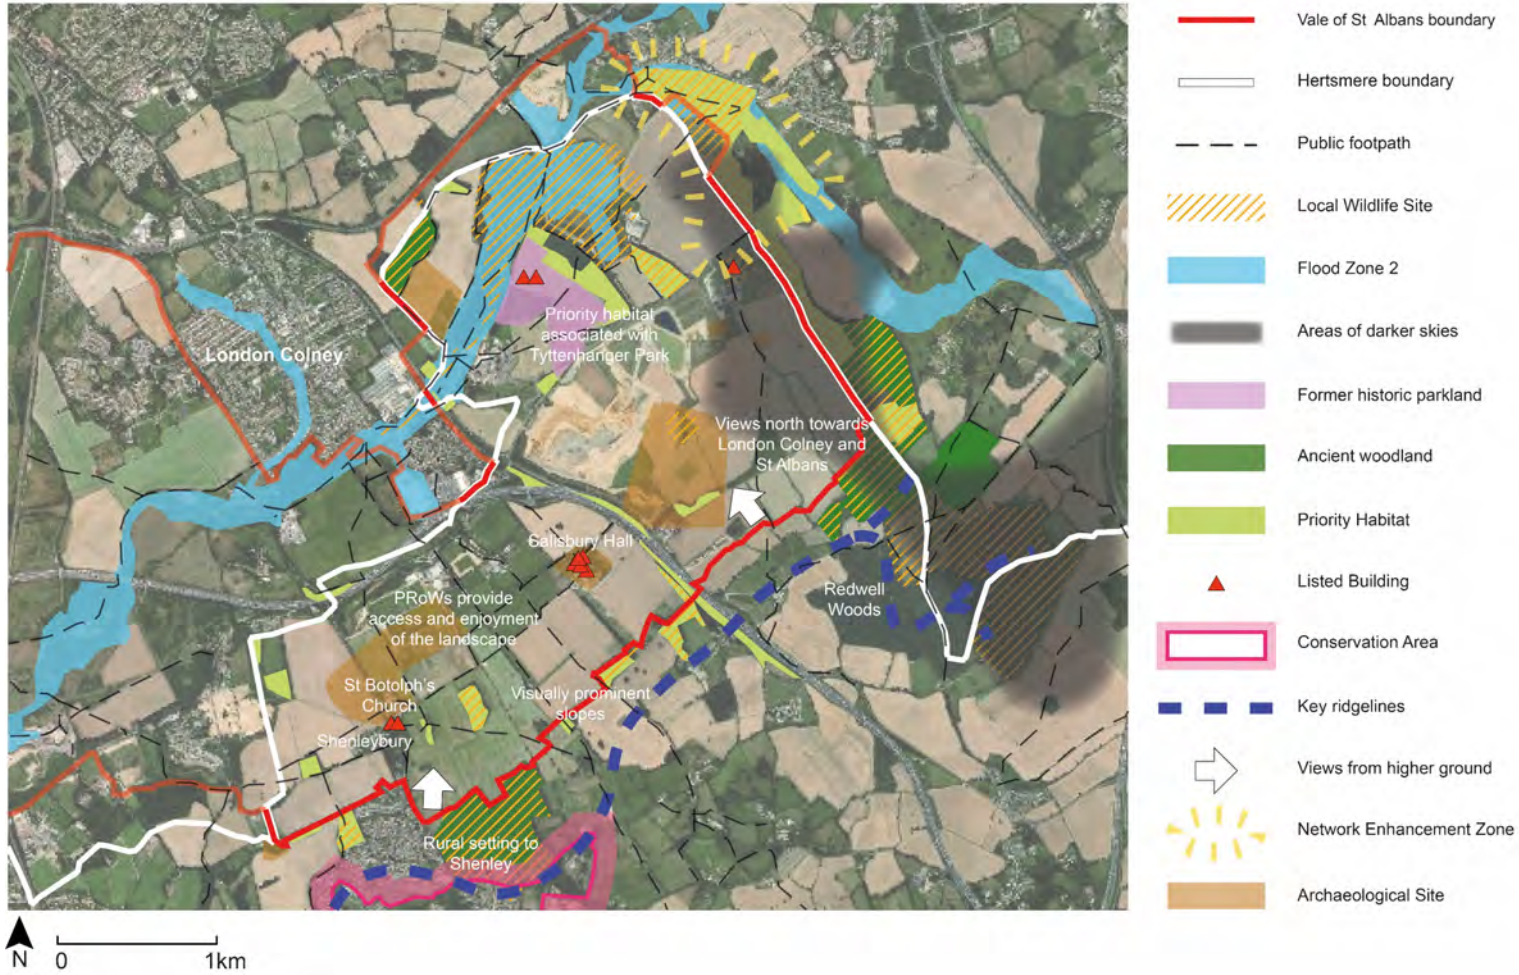 London Colney
Priority habitat
associated with
Tyttenhanger Park
Views north towards
London Colney and
St Albans
Salisbury Hall
PRoWs provide
access and enjoyment
of the landscape
Redwell
Woods
St Botolph's
Church
Shenleybury
Visually prominent
slopes
Rural setting to
Shenley
N
0
1km
Vale of St Albans boundary
Hertsmere boundary
Public footpath
Local Wildlife Site
Flood Zone 2
Areas of darker skies
Former historic parkland
Ancient woodland
Priority Habitat
Listed Building
Conservation Area
Key ridgelines
Views from higher ground
Network Enhancement Zone
Archaeological Site